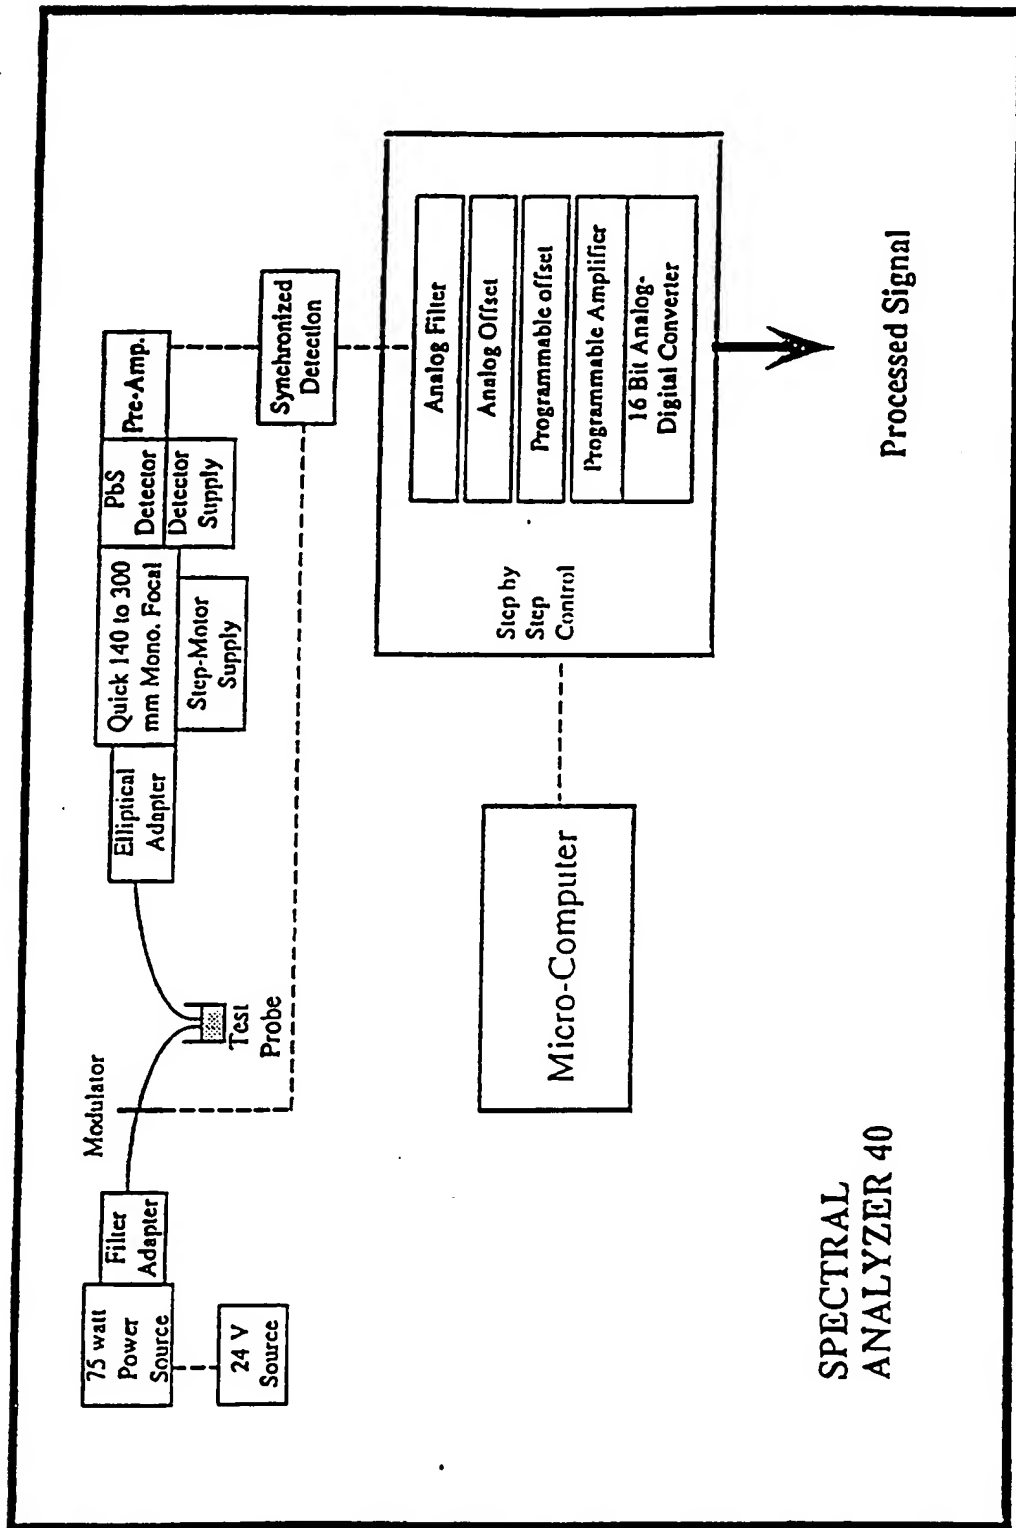 75 watt
Power
Source
24 V
Source
Filter
Adapter
Modulator
Test
Probe
Elliptical
Adapter
Quick 140 to 300
mm Mono. Focal
Step-Motor
Supply
PbS
Detector
Detector
Supply
Pre-Amp.
Synchronized
Detection
Micro-Computer
Step by
Step
Control
Analog Filter
Analog Offset
Programmable offset
Programmable Amplifier
16 Bit Analog-
Digital Converter
Processed Signal
SPECTRAL
ANALYZER 40